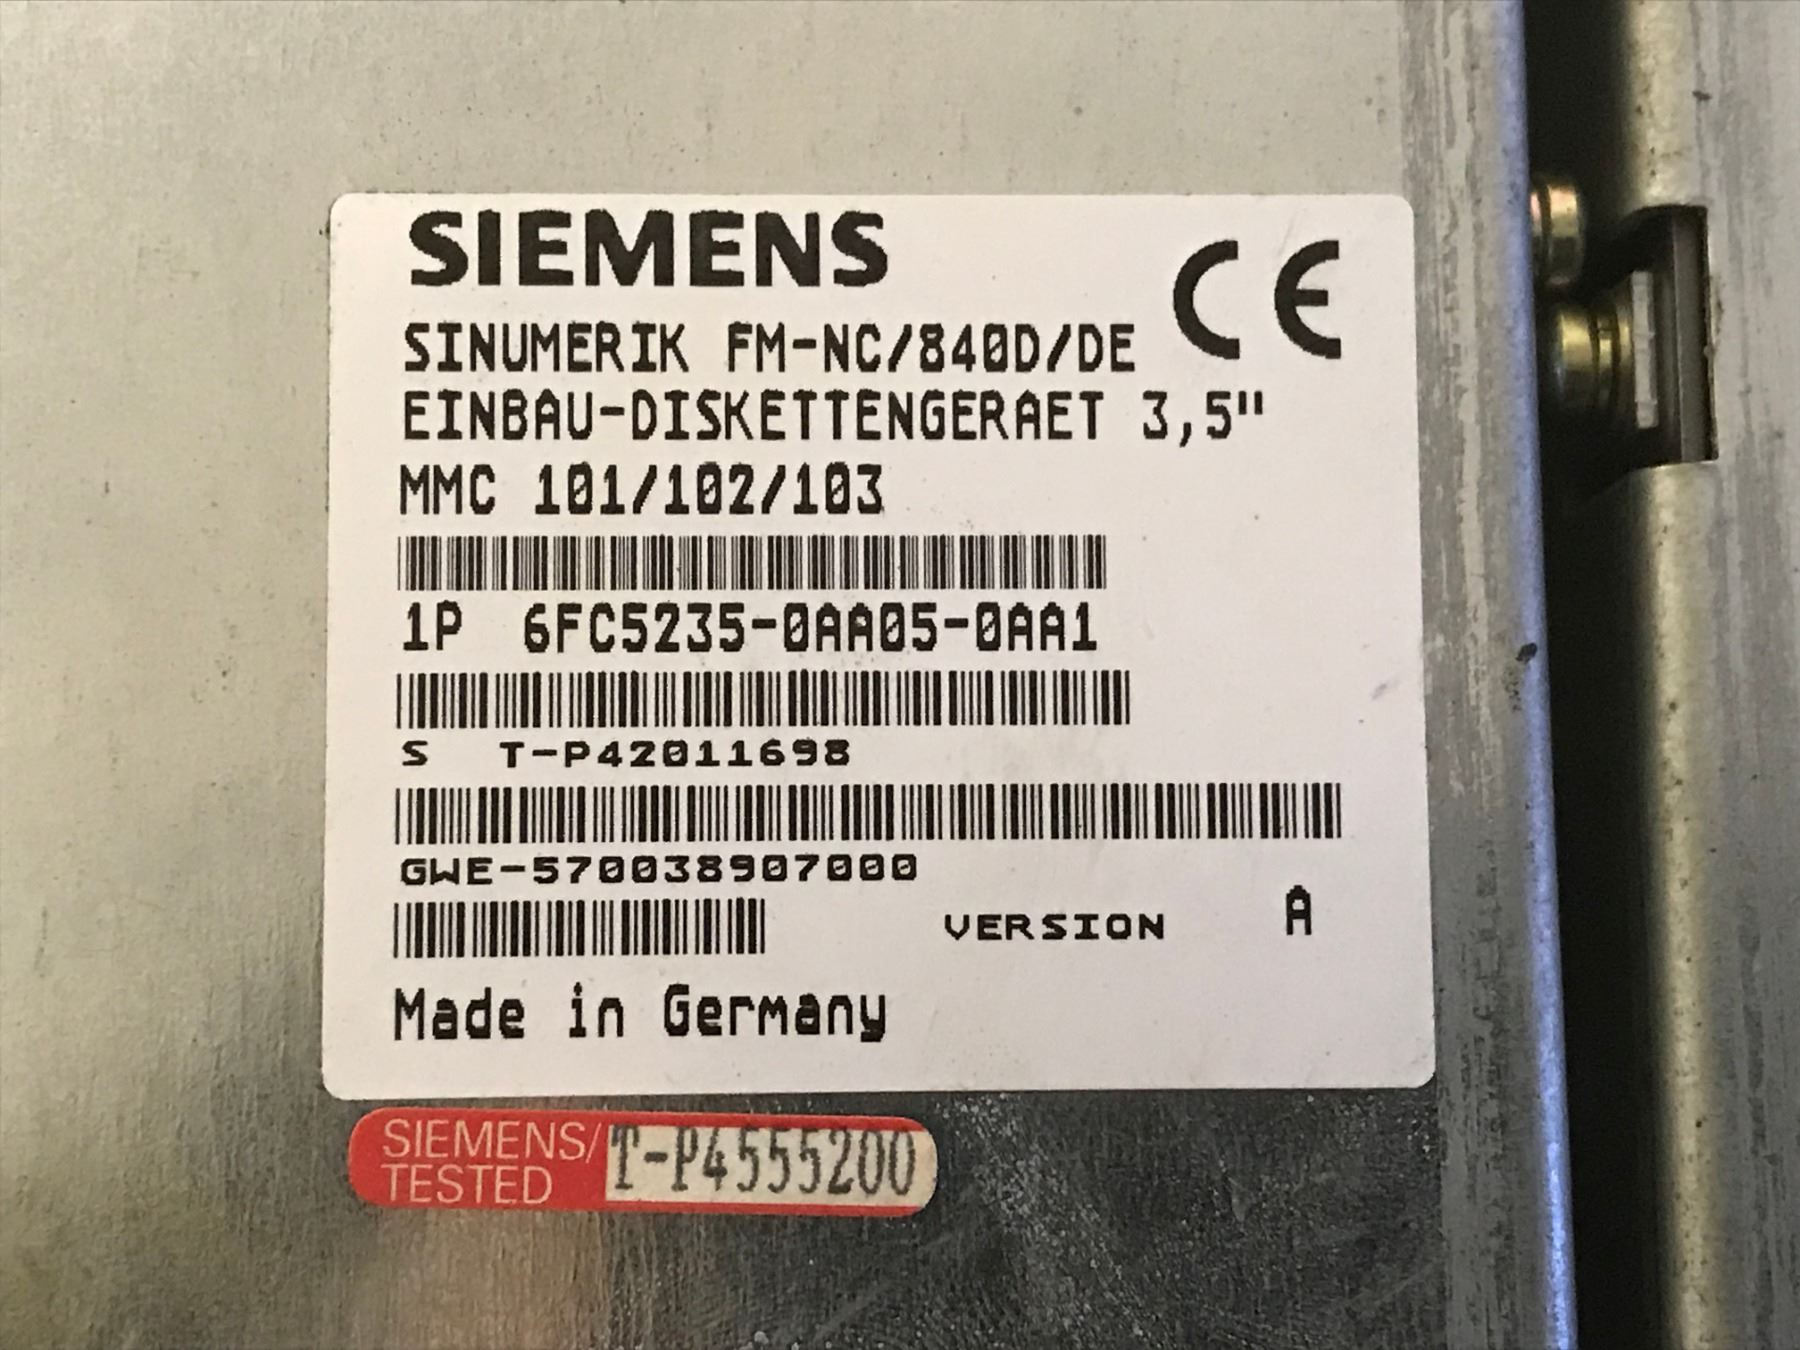 SIEMENS
CE
SINUMERIK FM-NC/840D/DE
EINBAU-DISKETTENGERAET 3,5"
MMC 101/102/103
1P 6FC5235-0AA05-0AA1
S T-P42011698
GWE-570038907000
VERSION A
Made in Germany
SIEMENS/
TESTED
T-P4555200